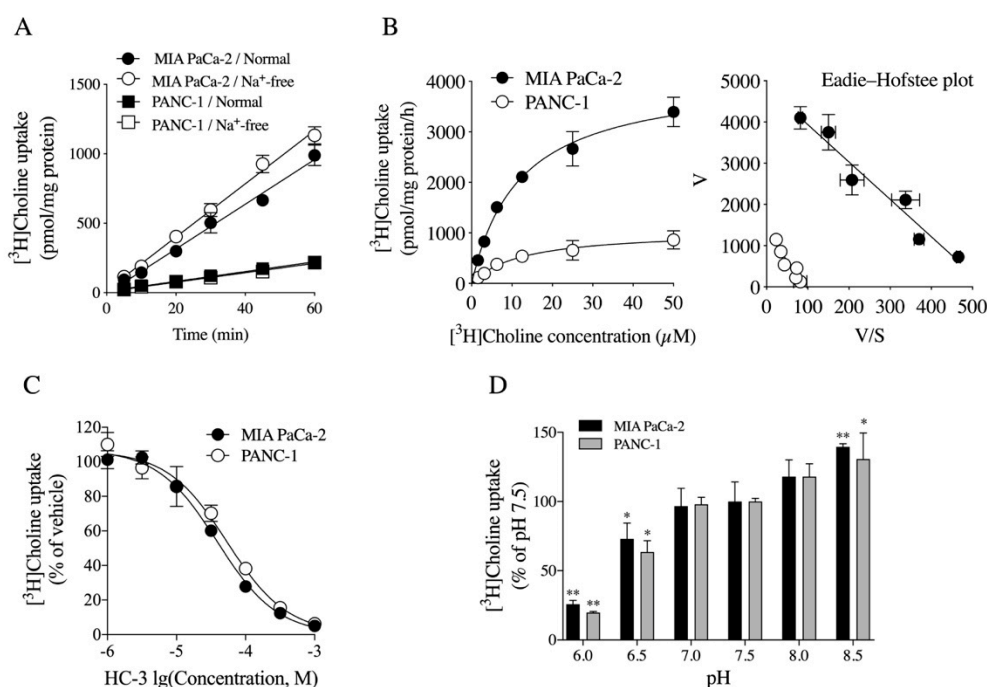 A
MIA PaCa-2 / Normal
MIA PaCa-2 / Na⁺-free
PANC-1 / Normal
PANC-1 / Na⁺-free
[³H]Choline uptake
(pmol/mg protein)
1500
1000
500
0
0 20 40 60
Time (min)
B
MIA PaCa-2
PANC-1
[³H]Choline uptake
(pmol/mg protein/h)
4000
3000
2000
1000
0
0 10 20 30 40 50
[³H]Choline concentration (µM)
Eadie–Hofstee plot
V
5000
4000
3000
2000
1000
0
0 100 200 300 400 500
V/S
C
MIA PaCa-2
PANC-1
[³H]Choline uptake
(% of vehicle)
120
100
80
60
40
20
0
-6 -5 -4 -3
HC-3 lg(Concentration, M)
D
MIA PaCa-2
PANC-1
[³H]Choline uptake
(% of pH 7.5)
150
100
50
0
** ** * * ** *
6.0 6.5 7.0 7.5 8.0 8.5
pH